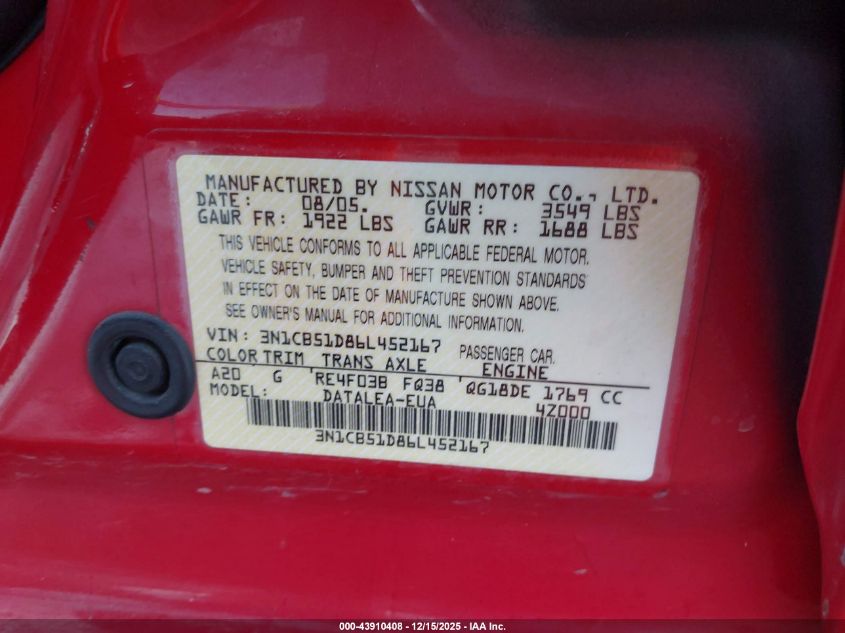 MANUFACTURED BY NISSAN MOTOR CO., LTD.
DATE: 08/05. GVWR: 3549 LBS
GAWR FR: 1922 LBS GAWR RR: 1688 LBS
THIS VEHICLE CONFORMS TO ALL APPLICABLE FEDERAL MOTOR.
VEHICLE SAFETY, BUMPER AND THEFT PREVENTION STANDARDS
IN EFFECT ON THE DATE OF MANUFACTURE SHOWN ABOVE.
SEE OWNER'S MANUAL FOR ADDITIONAL INFORMATION.
VIN: 3N1CB51D86L452167 PASSENGER CAR.
COLOR TRIM TRANS AXLE ENGINE
A20 G RE4F03B FQ38 QG18DE 1769 CC
MODEL: DATALEA-EUA 4Z000
3N1CB51D86L452167
000-43910408 - 12/15/2025 - IAA Inc.